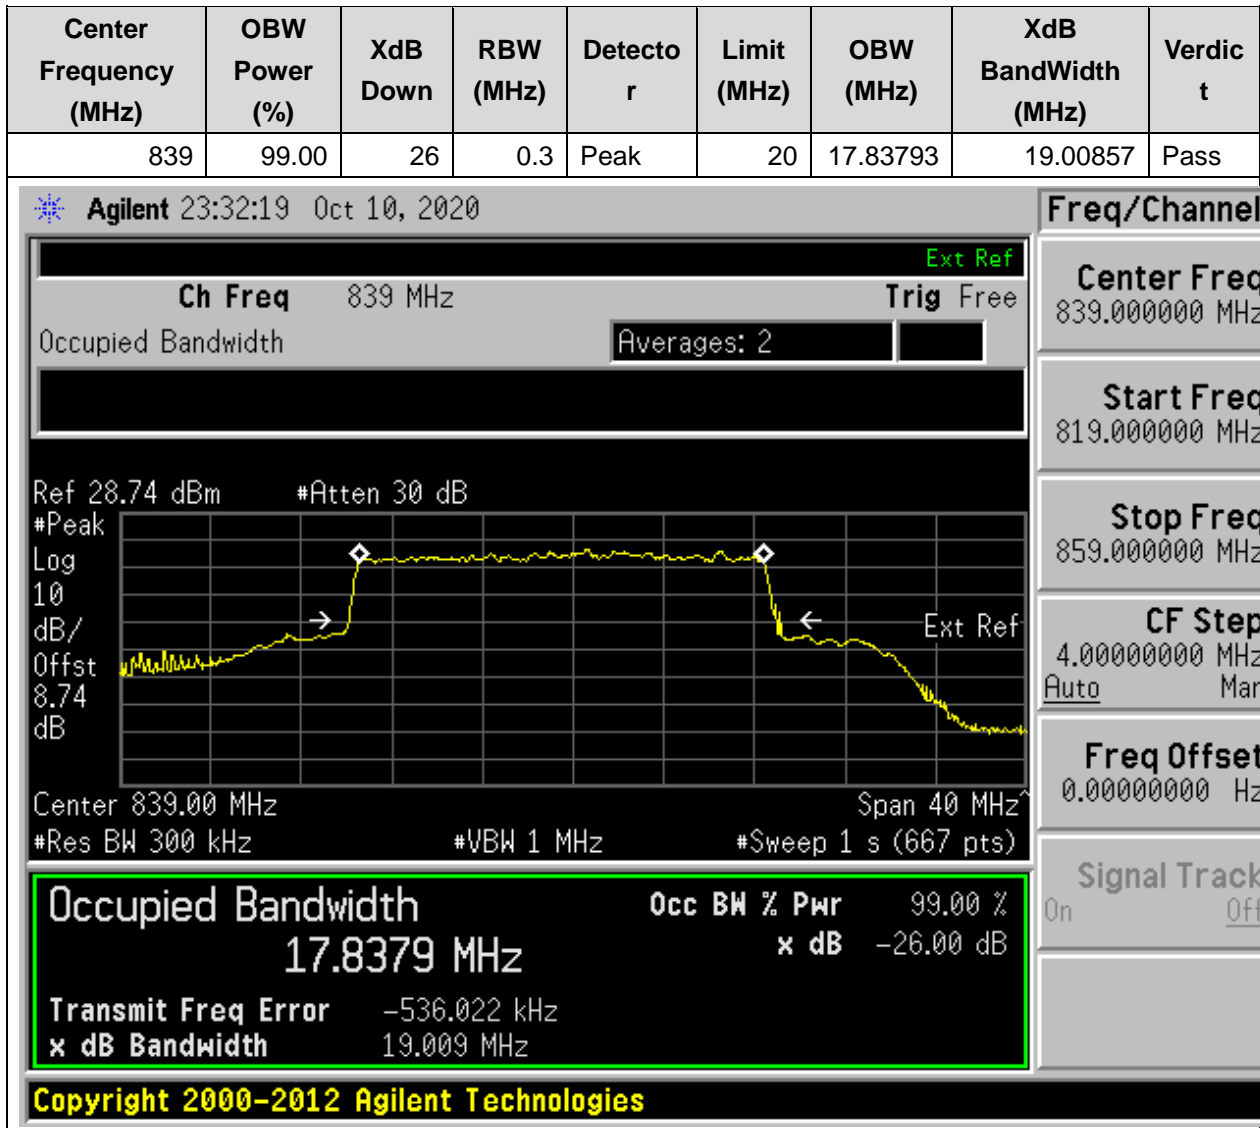 Center Frequency (MHz) OBW Power (%) XdB Down RBW (MHz) Detector Limit (MHz) OBW (MHz) XdB BandWidth (MHz) Verdict
839 99.00 26 0.3 Peak 20 17.83793 19.00857 Pass
Agilent 23:32:19 Oct 10, 2020
Freq/Channel
Ext Ref
Ch Freq 839 MHz Trig Free
Occupied Bandwidth Averages: 2
Center Freq
839.000000 MHz
Start Freq
819.000000 MHz
Stop Freq
859.000000 MHz
CF Step
4.00000000 MHz
Auto Man
Freq Offset
0.00000000 Hz
Signal Track
On Off
Ref 28.74 dBm #Atten 30 dB
#Peak
Log
10
dB/
Offst
8.74
dB
Ext Ref
Center 839.00 MHz Span 40 MHz^
#Res BW 300 kHz #VBW 1 MHz #Sweep 1 s (667 pts)
Occupied Bandwidth
17.8379 MHz
Occ BW % Pwr 99.00 %
x dB -26.00 dB
Transmit Freq Error -536.022 kHz
x dB Bandwidth 19.009 MHz
Copyright 2000-2012 Agilent Technologies